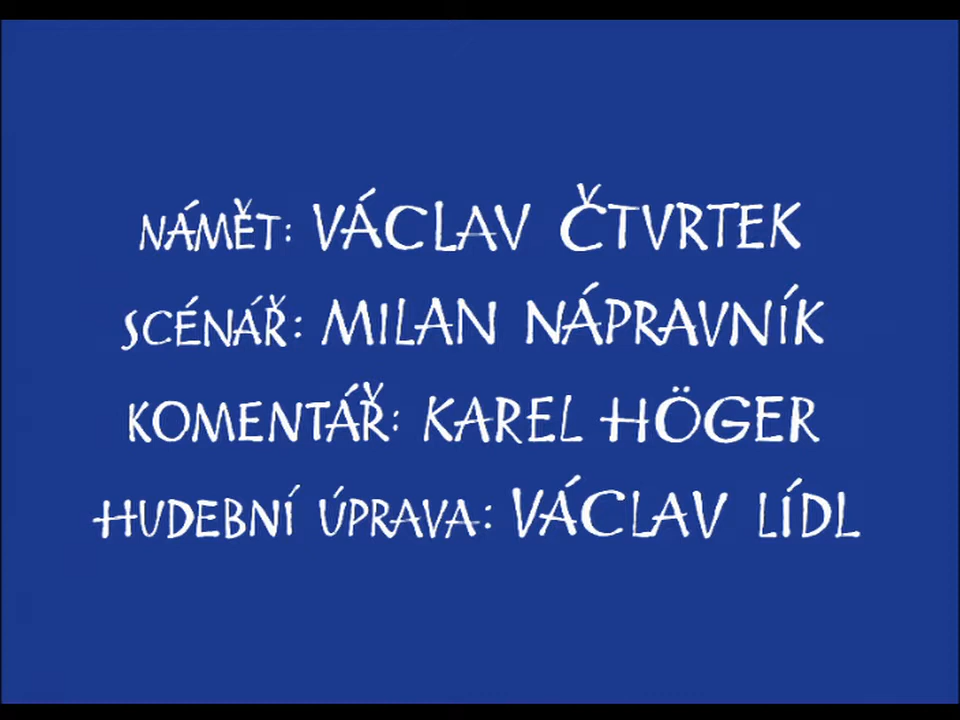 NÁMĚT: VÁCLAV ČTVRTEK
SCÉNÁŘ: MILAN NÁPRAVNÍK
KOMENTÁŘ: KAREL HÖGER
HUDEBNÍ ÚPRAVA: VÁCLAV LÍDL